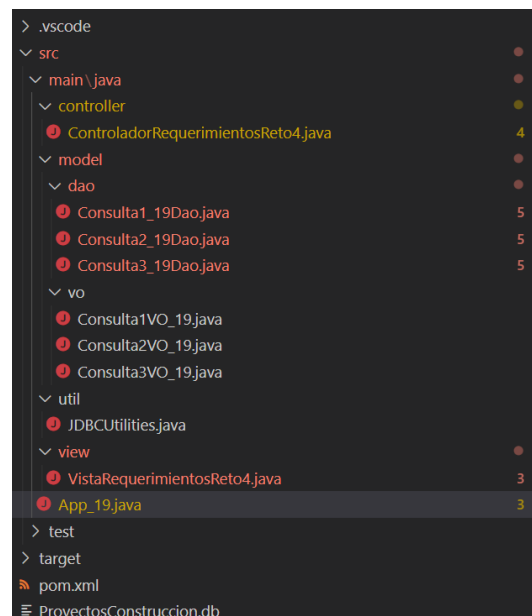 .vscode
src
main\java
controller
ControladorRequerimientosReto4.java 4
model
dao
Consulta1_19Dao.java 5
Consulta2_19Dao.java 5
Consulta3_19Dao.java 5
vo
Consulta1VO_19.java
Consulta2VO_19.java
Consulta3VO_19.java
util
JDBCUtilities.java
view
VistaRequerimientosReto4.java 3
App_19.java 3
test
target
pom.xml
ProyectosConstruccion.db